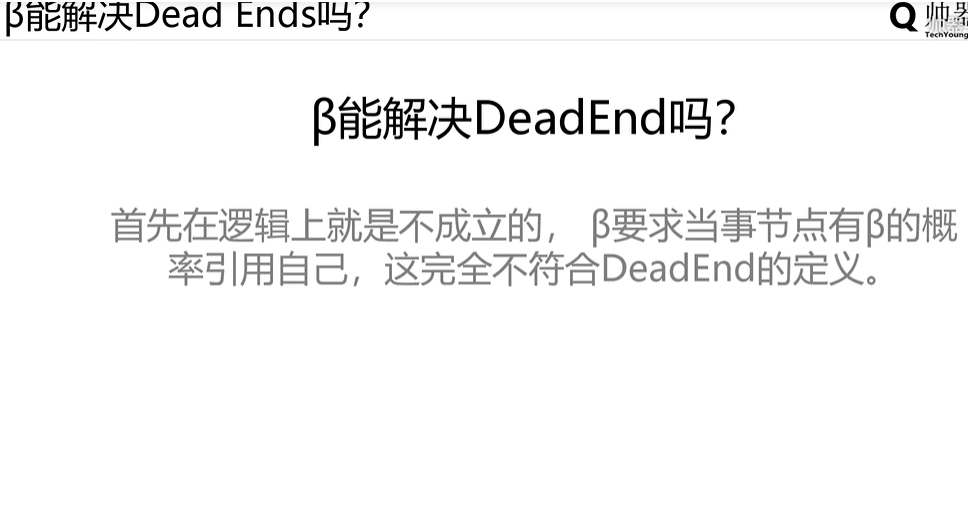 β能解决Dead Ends吗?
β能解决DeadEnd吗?
首先在逻辑上就是不成立的， β要求当事节点有β的概
率引用自己，这完全不符合DeadEnd的定义。
TechYoung